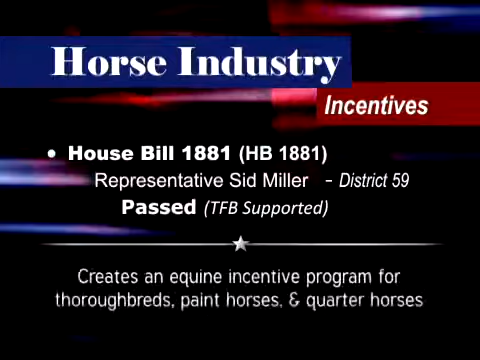 Horse Industry
Incentives
• House Bill 1881 (HB 1881)
Representative Sid Miller - District 59
Passed (TFB Supported)
Creates an equine incentive program for
thoroughbreds, paint horses, & quarter horses